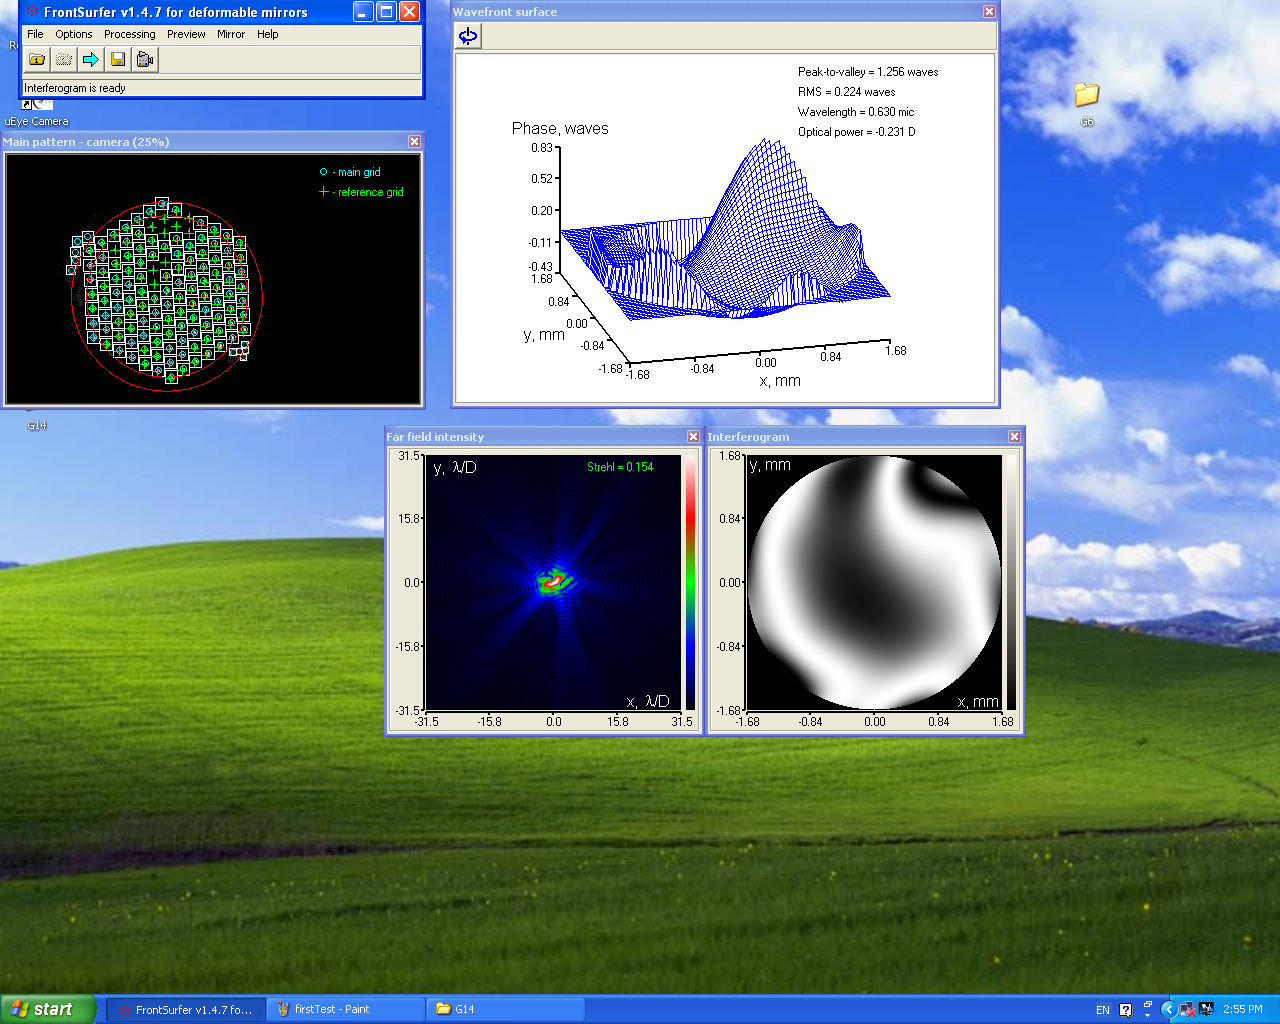 FrontSurfer v1.4.7 for deformable mirrors
File Options Processing Preview Mirror Help
Interferogram is ready
uEye Camera
Main pattern - camera (25%)
- main grid
- reference grid
G14
Wavefront surface
Peak-to-valley = 1.256 waves
RMS = 0.224 waves
Wavelength = 0.630 mic
Optical power = -0.231 D
Phase, waves
0.83
0.52
0.20
-0.11
-0.43
1.68
0.84
0.00
-0.84
-1.68
y, mm
-1.68 -0.84 0.00 0.84 1.68
x, mm
G6
Far field intensity
y, λ/D
Strehl = 0.154
31.5
15.8
0.0
-15.8
-31.5
x, λ/D
-31.5 -15.8 0.0 15.8 31.5
Interferogram
y, mm
1.68
0.84
0.00
-0.84
-1.68
x, mm
-1.68 -0.84 0.00 0.84 1.68
start
FrontSurfer v1.4.7 fo...
firstTest - Paint
G14
EN
2:55 PM